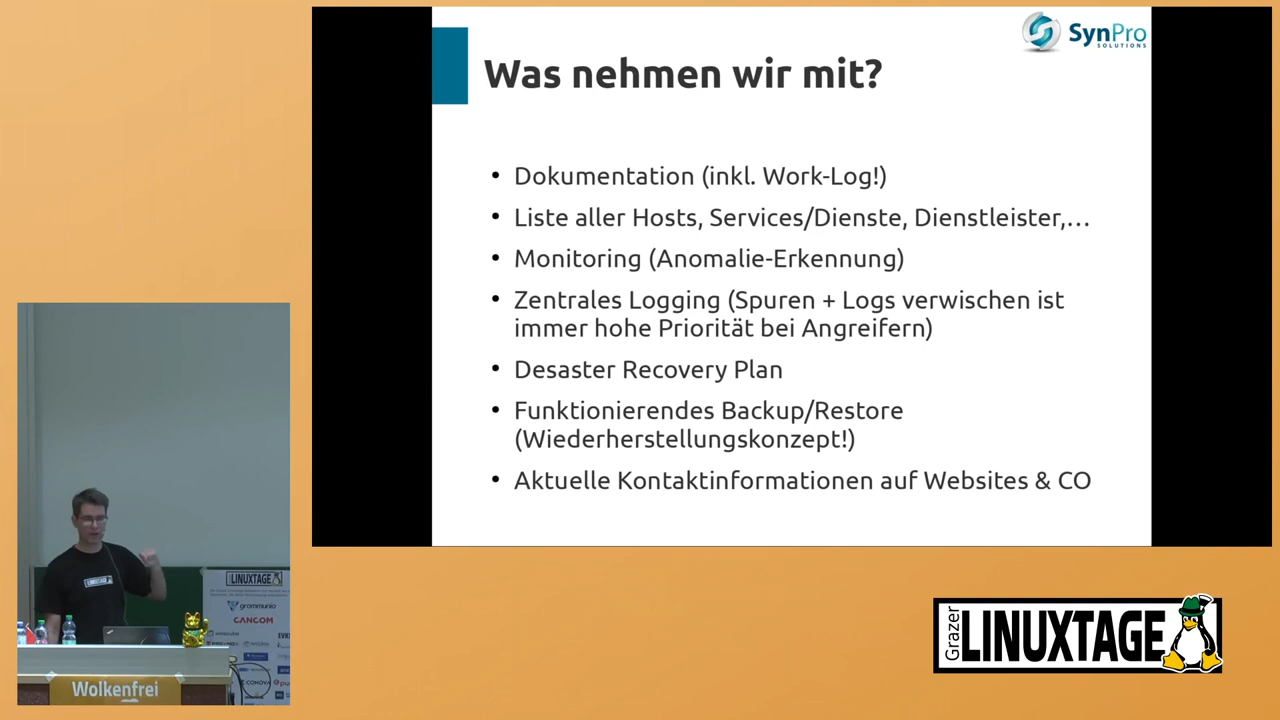 SynPro
SOLUTIONS
Was nehmen wir mit?
• Dokumentation (inkl. Work-Log!)
• Liste aller Hosts, Services/Dienste, Dienstleister,…
• Monitoring (Anomalie-Erkennung)
• Zentrales Logging (Spuren + Logs verwischen ist
immer hohe Priorität bei Angreifern)
• Desaster Recovery Plan
• Funktionierendes Backup/Restore
(Wiederherstellungskonzept!)
• Aktuelle Kontaktinformationen auf Websites & CO
LINUXTAGE
LINUXTAGE
grommunio
CANCOM
Wolkenfrei
Grazer
LINUXTAGE